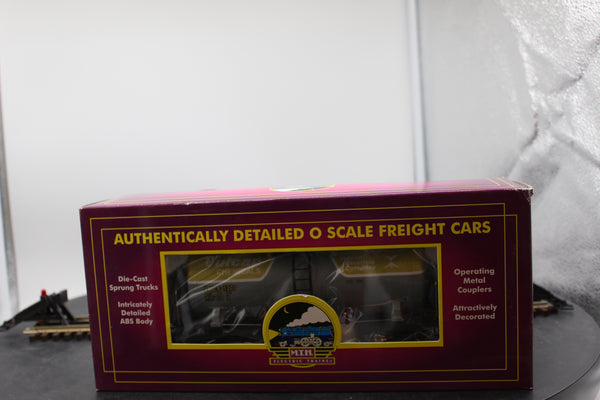 AUTHENTICALLY DETAILED O SCALE FREIGHT CARS
Die-Cast
Sprung Trucks
Intricately
Detailed
ABS Body
Operating
Metal
Couplers
Attractively
Decorated
M.T.H.
ELECTRIC TRAINS